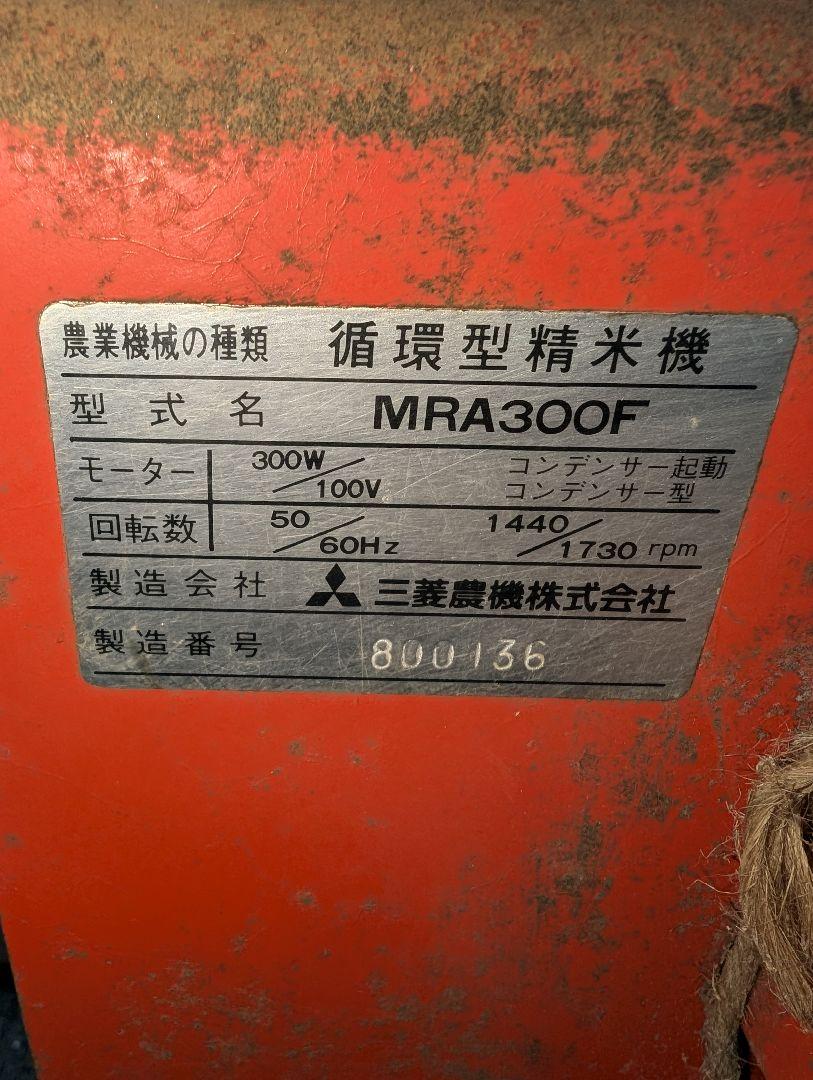 農業機械の種類 循環型精米機
型式名 MRA300F
モーター 300W/100V コンデンサー起動
コンデンサー型
回転数 50/60Hz 1440/1730 rpm
製造会社 三菱農機株式会社
製造番号 800136